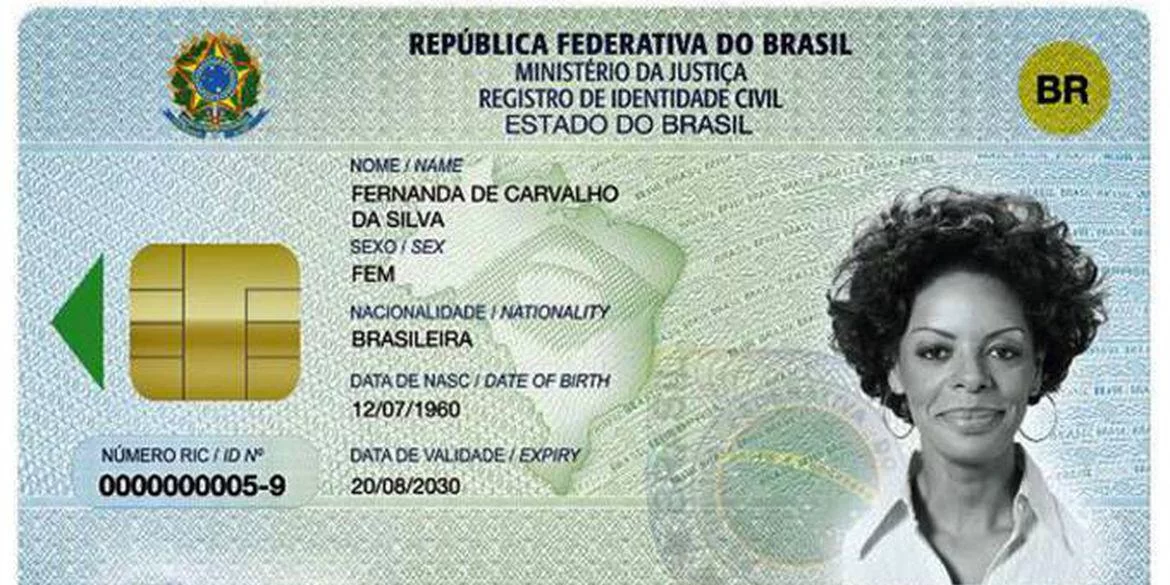 REPÚBLICA FEDERATIVA DO BRASIL
MINISTÉRIO DA JUSTIÇA
REGISTRO DE IDENTIDADE CIVIL
ESTADO DO BRASIL
BR
NOME / NAME
FERNANDA DE CARVALHO
DA SILVA
SEXO / SEX
FEM
NACIONALIDADE / NATIONALITY
BRASILEIRA
DATA DE NASC / DATE OF BIRTH
12/07/1960
NÚMERO RIC / ID Nº
0000000005-9
DATA DE VALIDADE / EXPIRY
20/08/2030